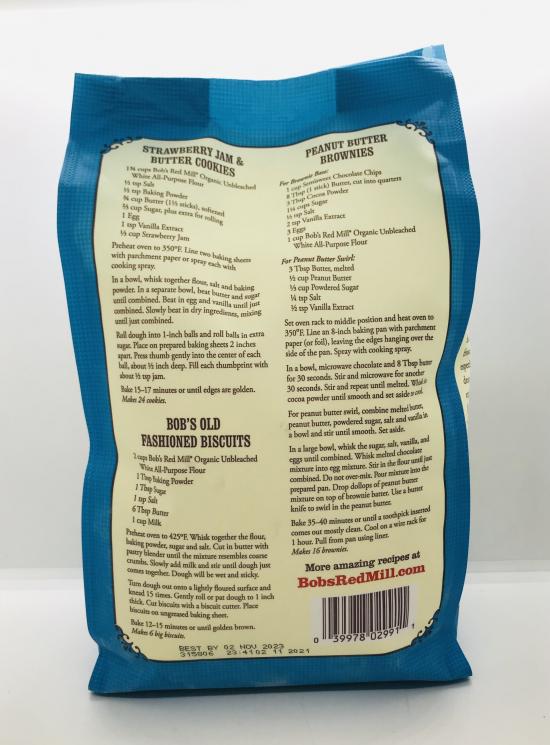 STRAWBERRY JAM &
BUTTER COOKIES
1¾ cups Bob's Red Mill® Organic Unbleached
White All-Purpose Flour
½ tsp Salt
½ tsp Baking Powder
¾ cup Butter (1½ sticks), softened
⅔ cup Sugar, plus extra for rolling
1 Egg
1 tsp Vanilla Extract
⅓ cup Strawberry Jam
Preheat oven to 350°F. Line two baking sheets
with parchment paper or spray each with
cooking spray.
In a bowl, whisk together flour, salt and baking
powder. In a separate bowl, beat butter and sugar
until combined. Beat in egg and vanilla until just
combined. Slowly beat in dry ingredients, mixing
until just combined.
Roll dough into 1-inch balls and roll balls in extra
sugar. Place on prepared baking sheets 2 inches
apart. Press thumb gently into the center of each
ball, about ½ inch deep. Fill each thumbprint with
about ½ tsp jam.
Bake 15–17 minutes or until edges are golden.
Makes 24 cookies.
BOB'S OLD
FASHIONED BISCUITS
2 cups Bob's Red Mill® Organic Unbleached
White All-Purpose Flour
1 Tbsp Baking Powder
1 Tbsp Sugar
1 tsp Salt
6 Tbsp Butter
1 cup Milk
Preheat oven to 425°F. Whisk together the flour,
baking powder, sugar and salt. Cut in butter with
pastry blender until the mixture resembles coarse
crumbs. Slowly add milk and stir until dough just
comes together. Dough will be wet and sticky.
Turn dough out onto a lightly floured surface and
knead 15 times. Gently roll or pat dough to 1 inch
thick. Cut biscuits with a biscuit cutter. Place
biscuits on ungreased baking sheet.
Bake 12–15 minutes or until golden brown.
Makes 6 big biscuits.
PEANUT BUTTER
BROWNIES
For Brownie Base:
1 cup Semisweet Chocolate Chips
8 Tbsp (1 stick) Butter, cut into quarters
3 Tbsp Cocoa Powder
1¼ cups Sugar
½ tsp Salt
2 tsp Vanilla Extract
3 Eggs
1 cup Bob's Red Mill® Organic Unbleached
White All-Purpose Flour
For Peanut Butter Swirl:
3 Tbsp Butter, melted
½ cup Peanut Butter
⅓ cup Powdered Sugar
¼ tsp Salt
½ tsp Vanilla Extract
Set oven rack to middle position and heat oven to
350°F. Line an 8-inch baking pan with parchment
paper (or foil), leaving the edges hanging over the
side of the pan. Spray with cooking spray.
In a bowl, microwave chocolate and 8 Tbsp butter
for 30 seconds. Stir and microwave for another
30 seconds. Stir and repeat until melted. Whisk in
cocoa powder until smooth and set aside to cool.
For peanut butter swirl, combine melted butter,
peanut butter, powdered sugar, salt and vanilla in
a bowl and stir until smooth. Set aside.
In a large bowl, whisk the sugar, salt, vanilla, and
eggs until combined. Whisk melted chocolate
mixture into egg mixture. Stir in the flour until just
combined. Do not over-mix. Pour mixture into the
prepared pan. Drop dollops of peanut butter
mixture on top of brownie batter. Use a butter
knife to swirl in the peanut butter.
Bake 35–40 minutes or until a toothpick inserted
comes out mostly clean. Cool on a wire rack for
1 hour. Pull from pan using liner.
Makes 16 brownies.
More amazing recipes at
BobsRedMill.com
0 39978 02991 1
BEST BY 02 NOV 2023
315806 23:4102 11 2021